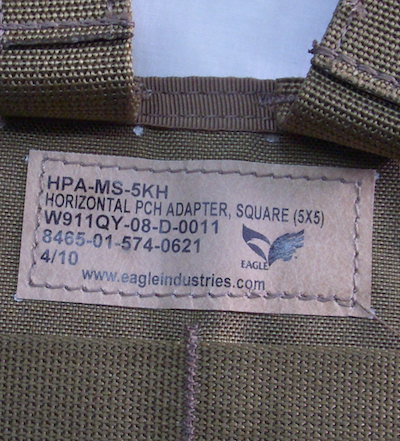 HPA-MS-5KH
HORIZONTAL PCH ADAPTER, SQUARE (5X5)
W911QY-08-D-0011
8465-01-574-0621
EAGLE
4/10
www.eagleindustries.com